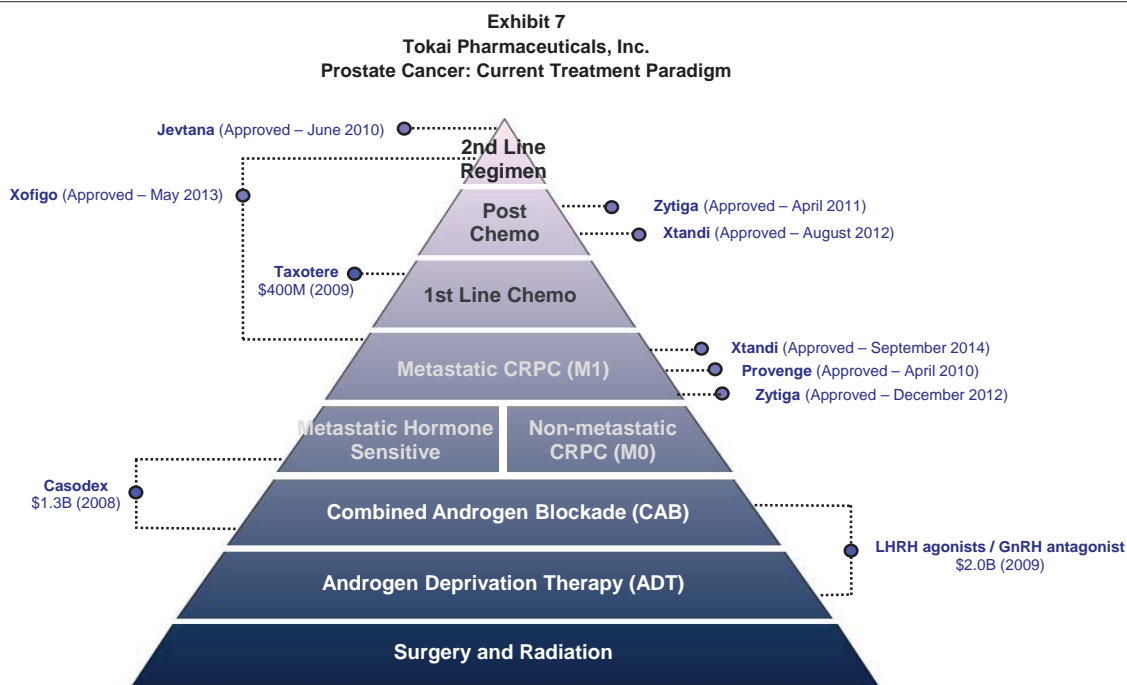 Exhibit 7
Tokai Pharmaceuticals, Inc.
Prostate Cancer: Current Treatment Paradigm
Jevtana (Approved – June 2010)
2nd Line
Regimen
Xofigo (Approved – May 2013)
Zytiga (Approved – April 2011)
Post
Chemo
Xtandi (Approved – August 2012)
Taxotere
$400M (2009)
1st Line Chemo
Xtandi (Approved – September 2014)
Metastatic CRPC (M1)
Provenge (Approved – April 2010)
Zytiga (Approved – December 2012)
Metastatic Hormone
Sensitive
Non-metastatic
CRPC (M0)
Casodex
$1.3B (2008)
Combined Androgen Blockade (CAB)
LHRH agonists / GnRH antagonist
$2.0B (2009)
Androgen Deprivation Therapy (ADT)
Surgery and Radiation